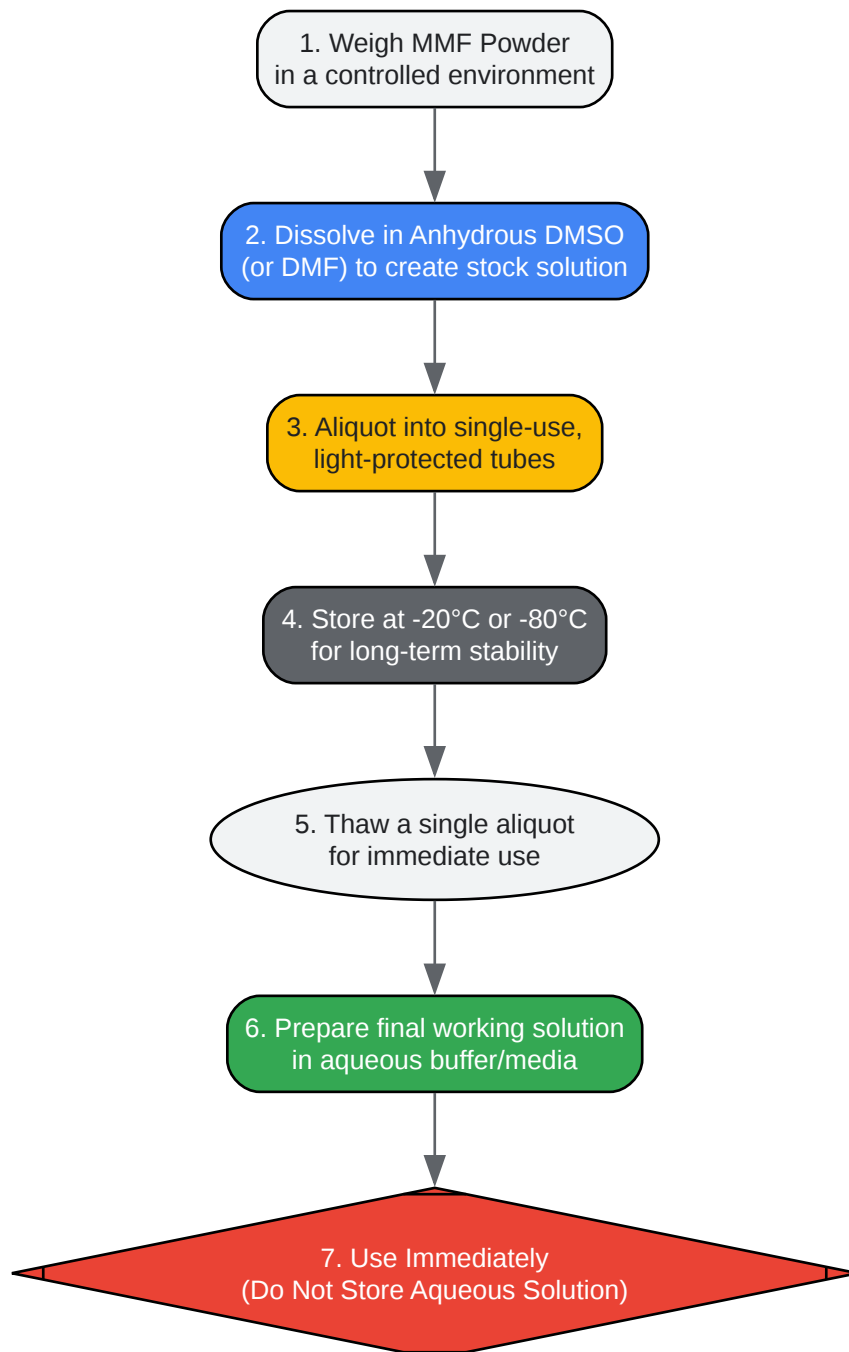 1. Weigh MMF Powder
in a controlled environment
2. Dissolve in Anhydrous DMSO
(or DMF) to create stock solution
3. Aliquot into single-use,
light-protected tubes
4. Store at -20°C or -80°C
for long-term stability
5. Thaw a single aliquot
for immediate use
6. Prepare final working solution
in aqueous buffer/media
7. Use Immediately
(Do Not Store Aqueous Solution)